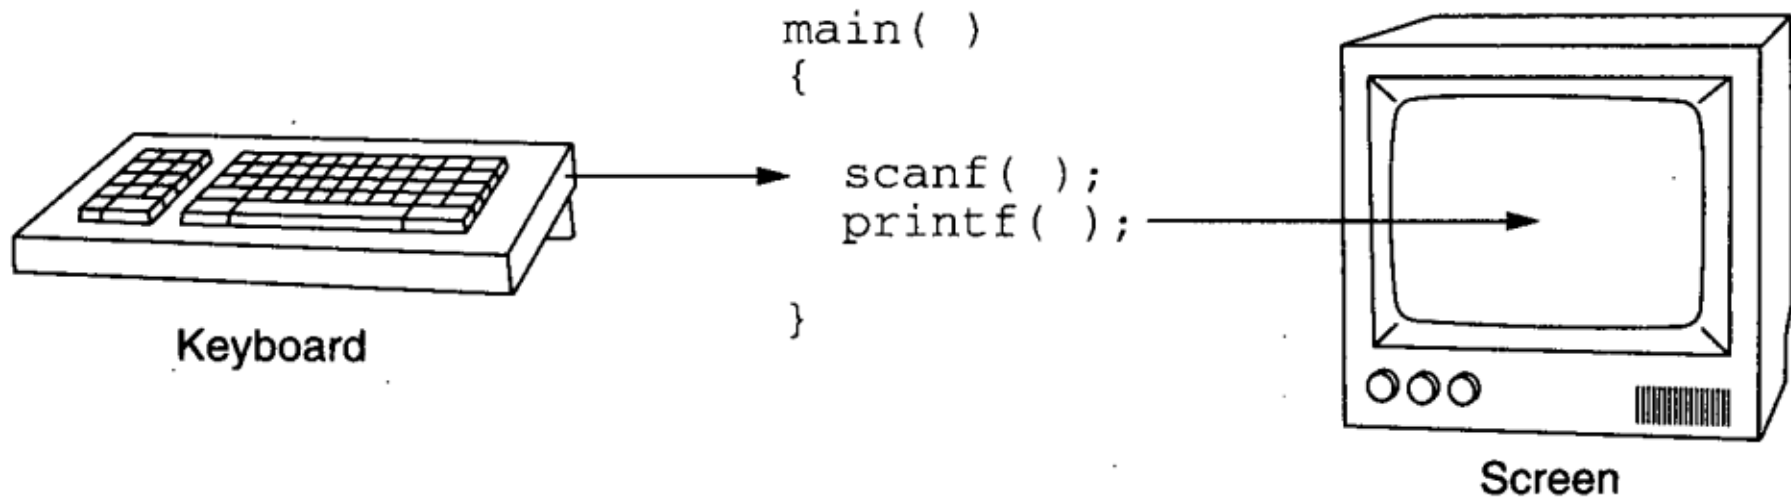 main( )
{
scanf( );
printf( );
}
Keyboard
Screen